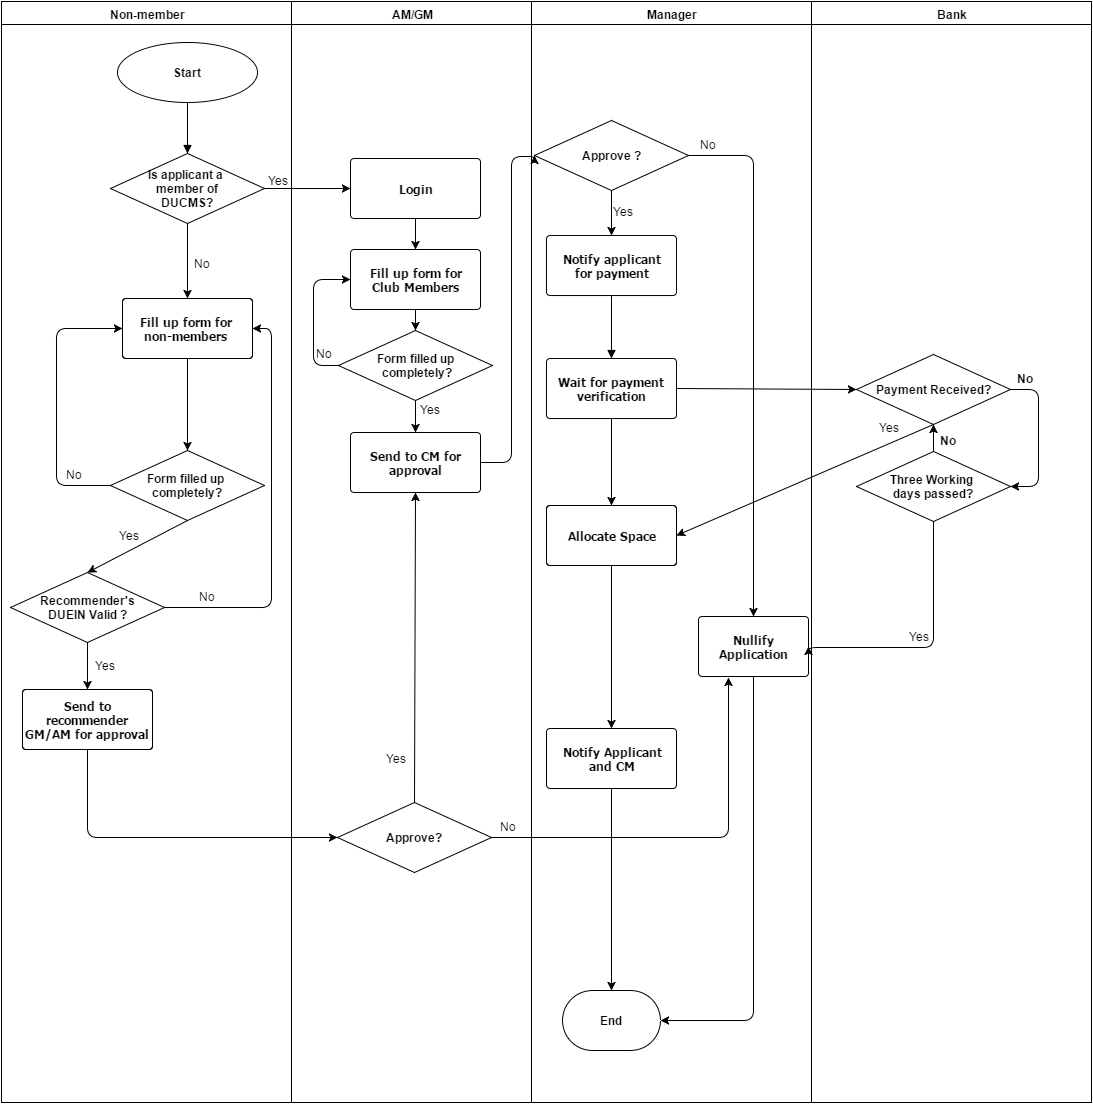 Non-member
AM/GM
Manager
Bank
Start
Is applicant a
member of
DUCMS?
Yes
No
Fill up form for
non-members
Form filled up
completely?
No
Yes
Recommender's
DUEIN Valid ?
No
Yes
Send to
recommender
GM/AM for approval
Login
Fill up form for
Club Members
Form filled up
completely?
No
Yes
Send to CM for
approval
Yes
Approve?
No
Approve ?
No
Yes
Notify applicant
for payment
Wait for payment
verification
Allocate Space
Nullify
Application
Notify Applicant
and CM
End
Payment Received?
No
Yes
No
Three Working
days passed?
Yes